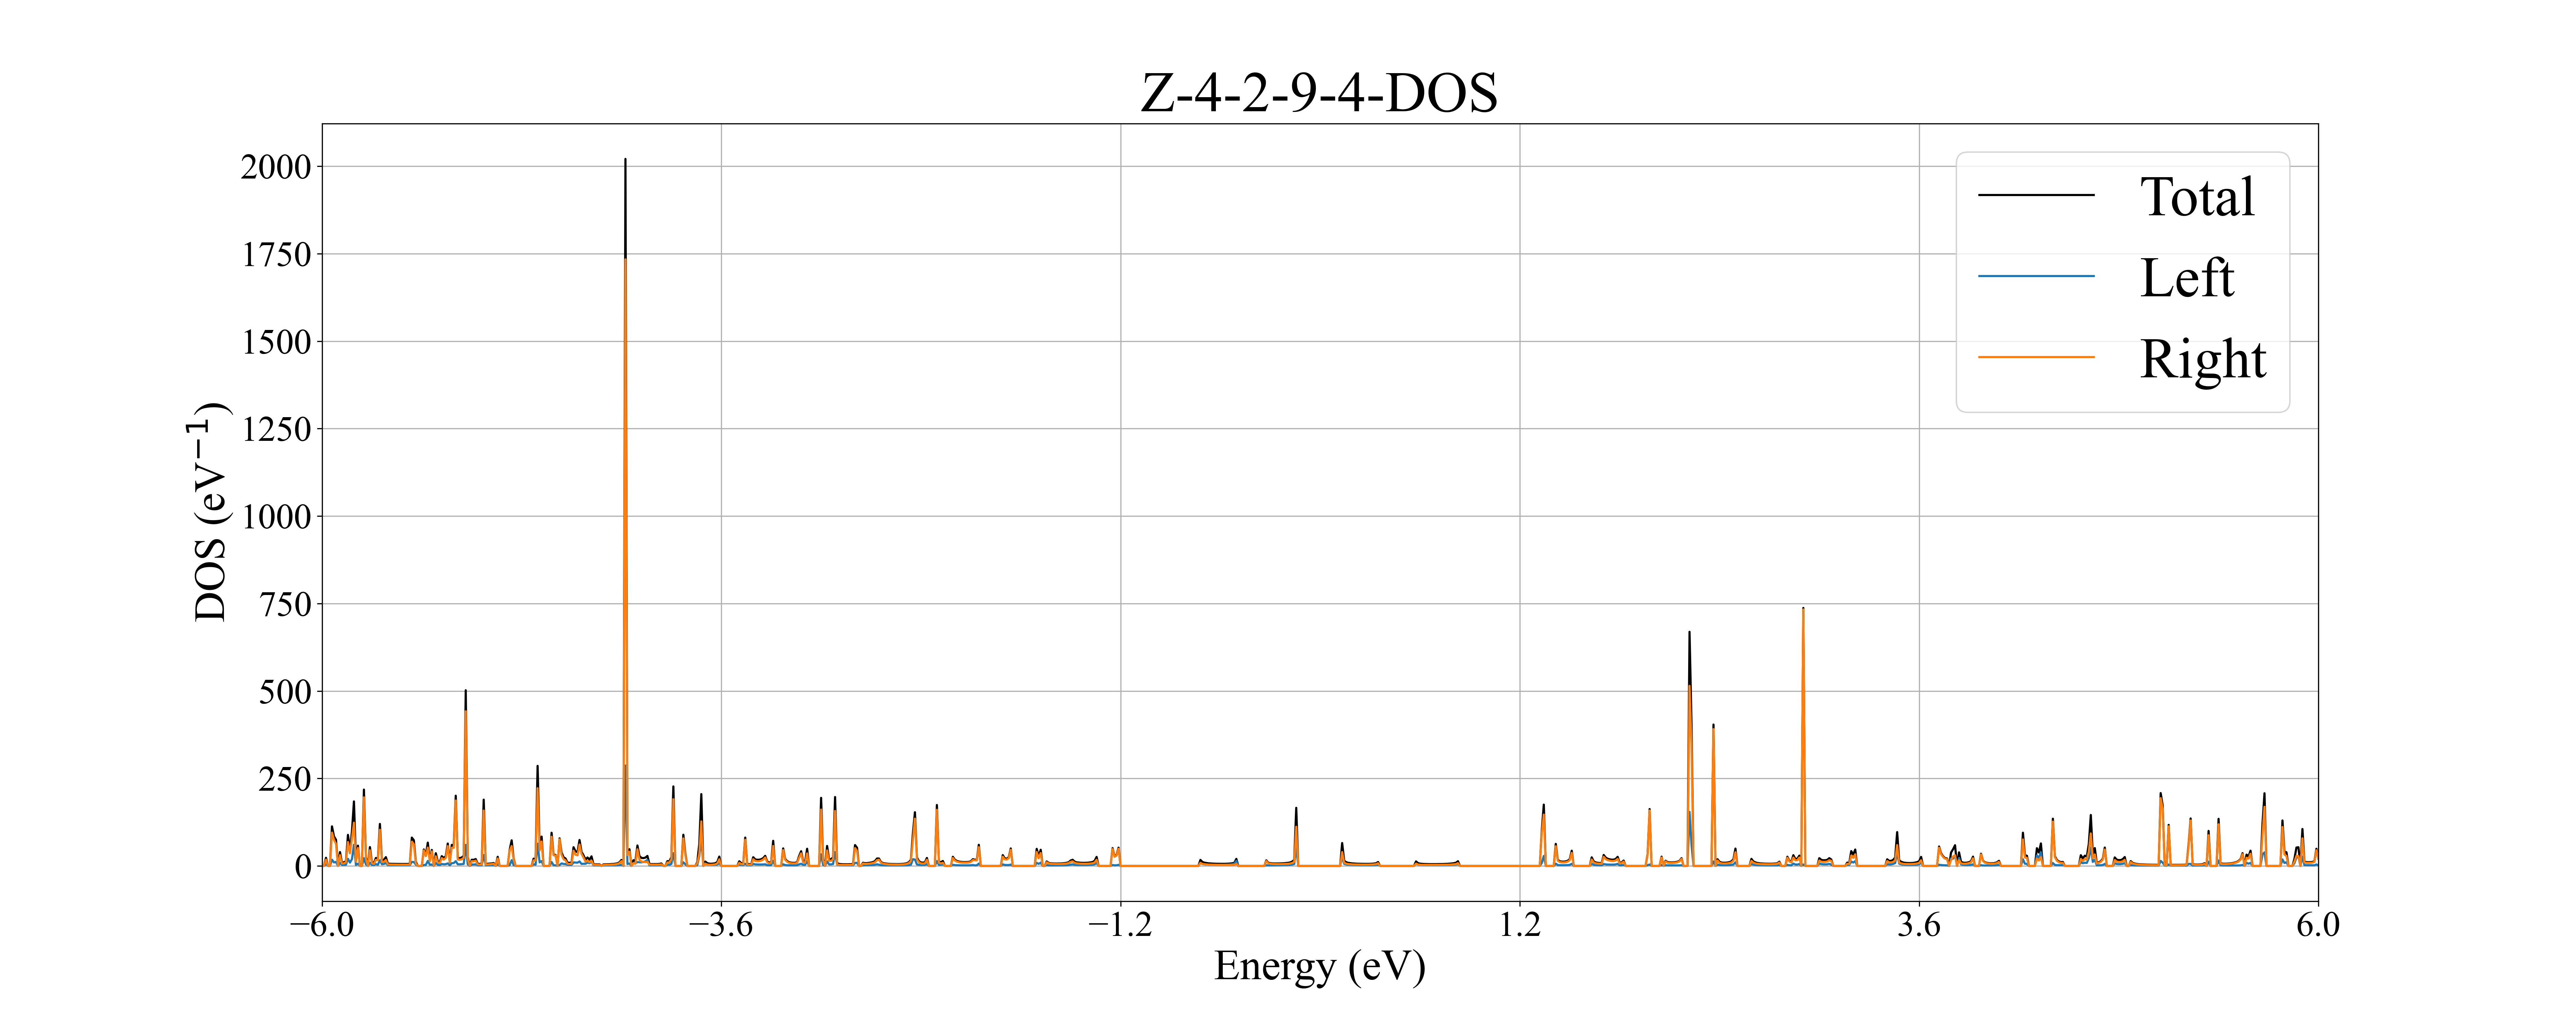 Z-4-2-9-4-DOS
DOS (eV⁻¹)
2000
1750
1500
1250
1000
750
500
250
0
Total
Left
Right
−6.0 −3.6 −1.2 1.2 3.6 6.0
Energy (eV)